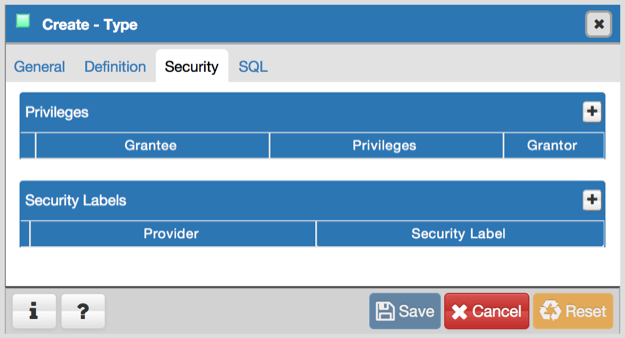 Create - Type
General Definition Security SQL
Privileges
Grantee Privileges Grantor
Security Labels
Provider Security Label
i ? Save Cancel Reset